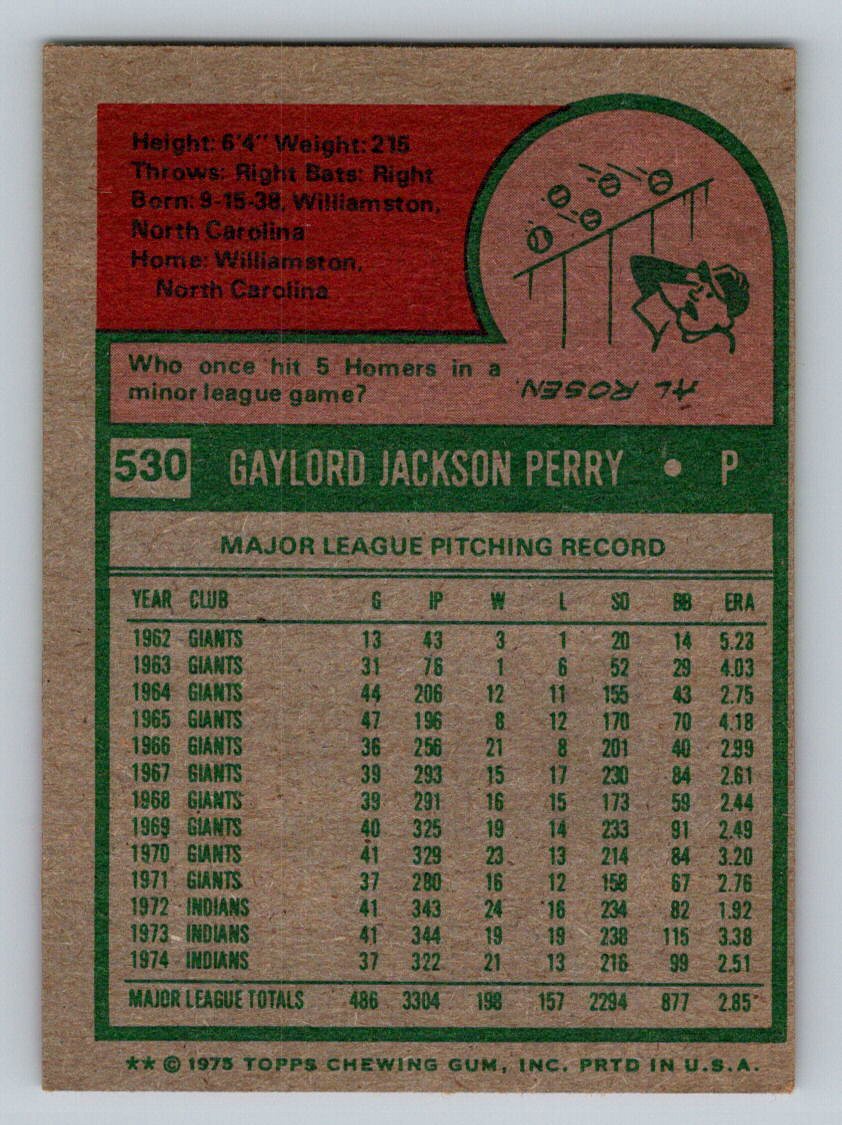 Height: 6'4" Weight: 215
Throws: Right Bats: Right
Born: 9-15-38, Williamston,
North Carolina
Home: Williamston,
North Carolina
Who once hit 5 Homers in a
minor league game?
AL ROSEN.
530 GAYLORD JACKSON PERRY • P
MAJOR LEAGUE PITCHING RECORD
YEAR CLUB G IP W L SO BB ERA
1962 GIANTS 13 43 3 1 20 14 5.23
1963 GIANTS 31 76 1 6 52 29 4.03
1964 GIANTS 44 206 12 11 155 43 2.75
1965 GIANTS 47 196 8 12 170 70 4.18
1966 GIANTS 36 256 21 8 201 40 2.99
1967 GIANTS 39 293 15 17 230 84 2.61
1968 GIANTS 39 291 16 15 173 59 2.44
1969 GIANTS 40 325 19 14 233 91 2.49
1970 GIANTS 41 329 23 13 214 84 3.20
1971 GIANTS 37 280 16 12 158 67 2.76
1972 INDIANS 41 343 24 16 234 82 1.92
1973 INDIANS 41 344 19 19 238 115 3.38
1974 INDIANS 37 322 21 13 216 99 2.51
MAJOR LEAGUE TOTALS 486 3304 198 157 2294 877 2.85
** © 1975 TOPPS CHEWING GUM, INC. PRTD IN U.S.A.